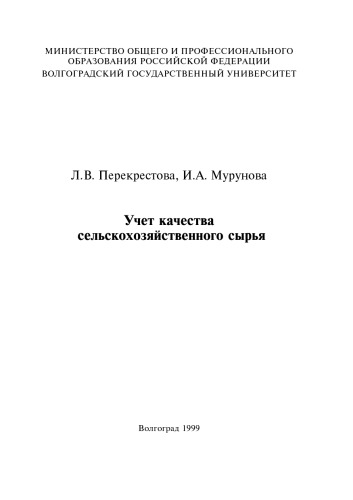 МИНИСТЕРСТВО ОБЩЕГО И ПРОФЕССИОНАЛЬНОГО
ОБРАЗОВАНИЯ РОССИЙСКОЙ ФЕДЕРАЦИИ
ВОЛГОГРАДСКИЙ ГОСУДАРСТВЕННЫЙ УНИВЕРСИТЕТ
Л.В. Перекрестова, И.А. Мурунова
Учет качества
сельскохозяйственного сырья
Волгоград 1999